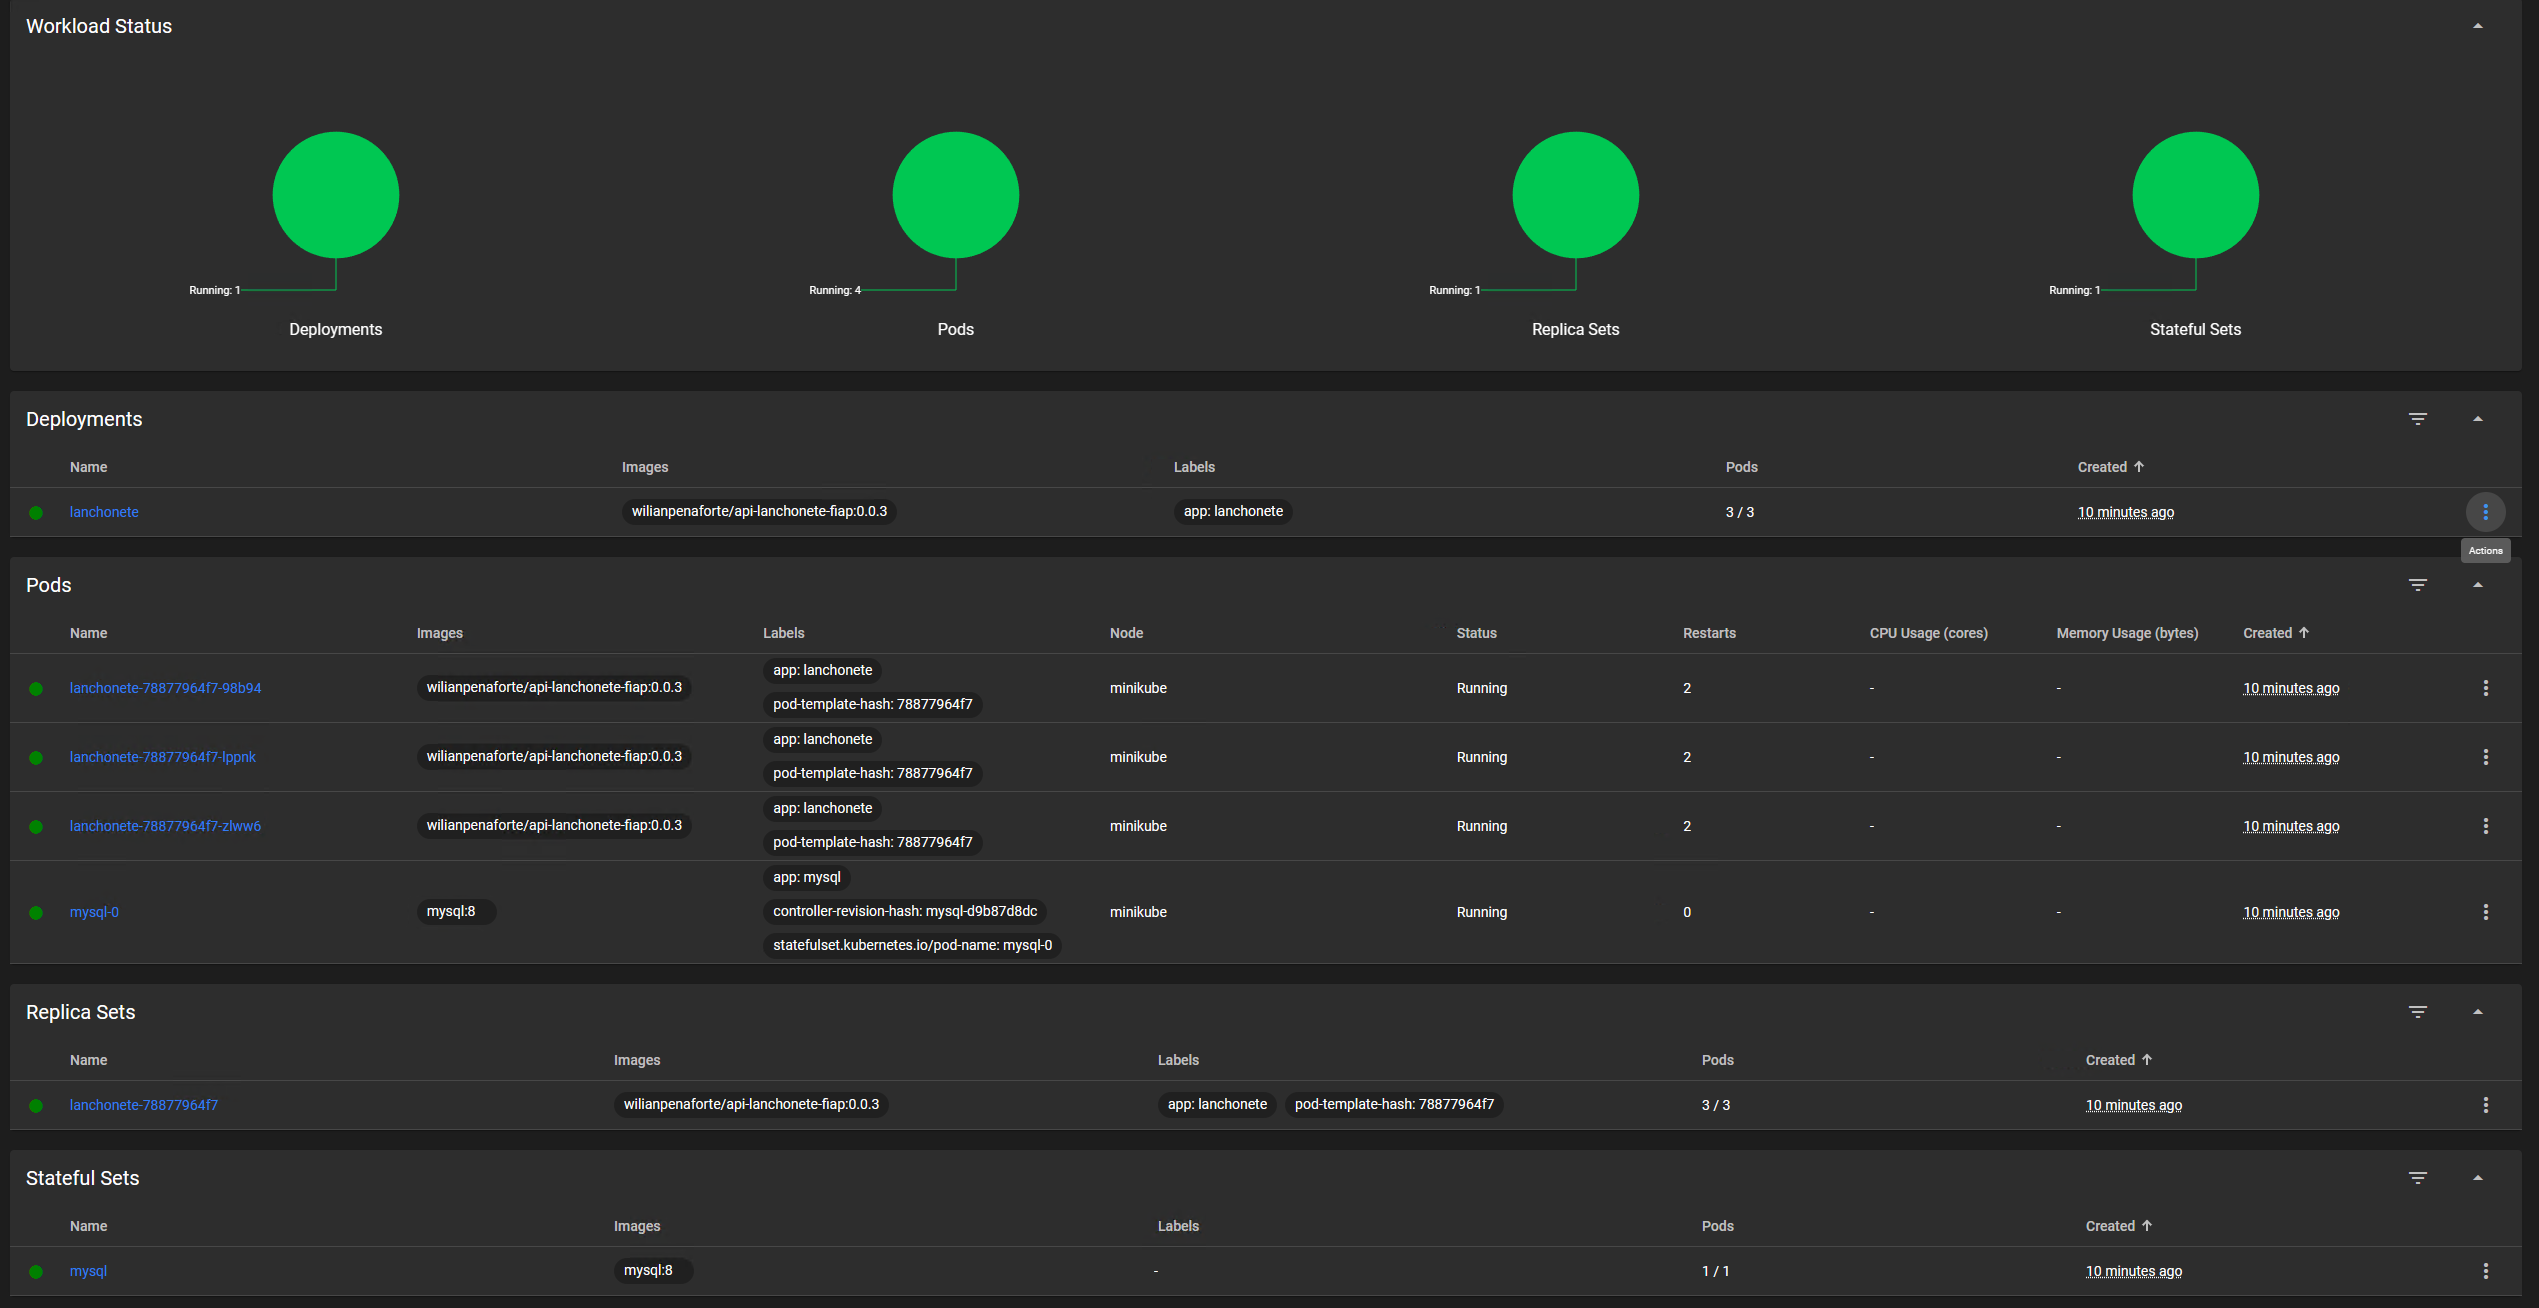 Workload Status
Running: 1
Running: 4
Running: 1
Running: 1
Deployments
Pods
Replica Sets
Stateful Sets
Deployments
Name Images Labels Pods Created
lanchonete wilianpenaforte/api-lanchonete-fiap:0.0.3 app: lanchonete 3 / 3 10 minutes ago
Actions
Pods
Name Images Labels Node Status Restarts CPU Usage (cores) Memory Usage (bytes) Created
app: lanchonete
lanchonete-78877964f7-98b94 wilianpenaforte/api-lanchonete-fiap:0.0.3 minikube Running 2 - - 10 minutes ago
pod-template-hash: 78877964f7
app: lanchonete
lanchonete-78877964f7-lppnk wilianpenaforte/api-lanchonete-fiap:0.0.3 minikube Running 2 - - 10 minutes ago
pod-template-hash: 78877964f7
app: lanchonete
lanchonete-78877964f7-zlww6 wilianpenaforte/api-lanchonete-fiap:0.0.3 minikube Running 2 - - 10 minutes ago
pod-template-hash: 78877964f7
app: mysql
mysql-0 mysql:8 controller-revision-hash: mysql-d9b87d8dc minikube Running 0 - - 10 minutes ago
statefulset.kubernetes.io/pod-name: mysql-0
Replica Sets
Name Images Labels Pods Created
lanchonete-78877964f7 wilianpenaforte/api-lanchonete-fiap:0.0.3 app: lanchonete pod-template-hash: 78877964f7 3 / 3 10 minutes ago
Stateful Sets
Name Images Labels Pods Created
mysql mysql:8 - 1 / 1 10 minutes ago